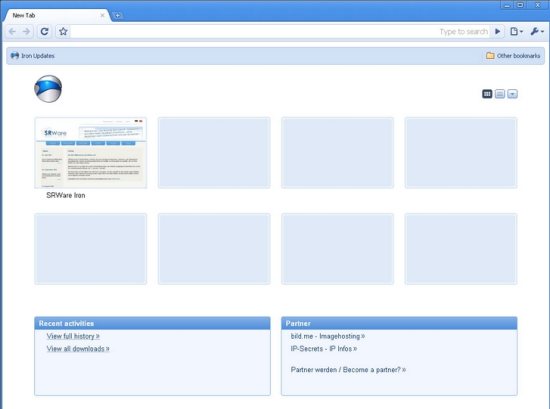 New Tab
Type to search
Iron Updates
Other bookmarks
SRWare
SRWare Iron
Recent activities
View full history »
View all downloads »
Partner
bild.me - Imagehosting »
IP-Secrets - IP Infos »
Partner werden / Become a partner? »